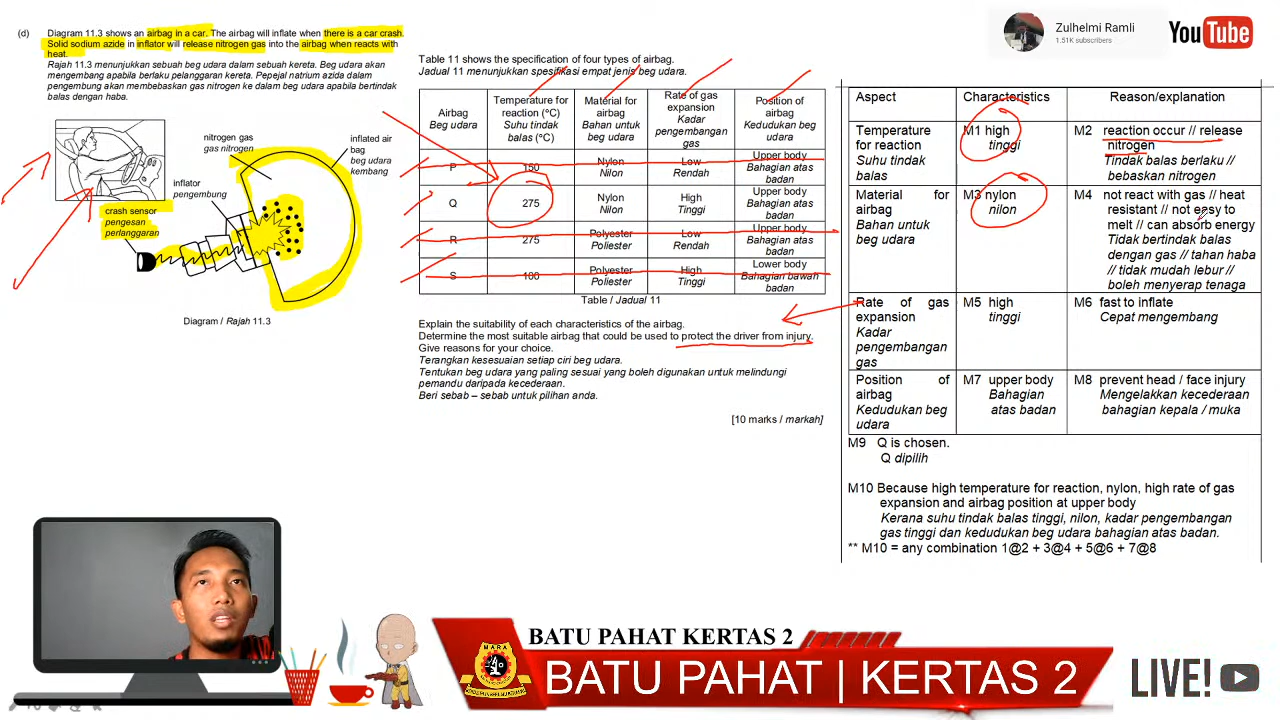 (d) Diagram 11.3 shows an airbag in a car. The airbag will inflate when there is a car crash.
Solid sodium azide in inflator will release nitrogen gas into the airbag when reacts with
heat.
Rajah 11.3 menunjukkan sebuah beg udara dalam sebuah kereta. Beg udara akan
mengembang apabila berlaku pelanggaran kereta. Pepejal natrium azida dalam
pengembung akan membebaskan gas nitrogen ke dalam beg udara apabila bertindak
balas dengan haba.
nitrogen gas
gas nitrogen
inflated air
bag
beg udara
kembang
inflator
pengembung
crash sensor
pengesan
perlanggaran
Diagram / Rajah 11.3
Table 11 shows the specification of four types of airbag.
Jadual 11 menunjukkan spesifikasi empat jenis beg udara.
Airbag
Beg udara
Temperature for
reaction (°C)
Suhu tindak
balas (°C)
Material for
airbag
Bahan untuk
beg udara
Rate of gas
expansion
Kadar
pengembangan
gas
Position of
airbag
Kedudukan beg
udara
P
150
Nylon
Nilon
Low
Rendah
Upper body
Bahagian atas
badan
Q
275
Nylon
Nilon
High
Tinggi
Upper body
Bahagian atas
badan
R
275
Polyester
Poliester
Low
Rendah
Upper body
Bahagian atas
badan
S
180
Polyester
Poliester
High
Tinggi
Lower body
Bahagian bawah
badan
Table / Jadual 11
Explain the suitability of each characteristics of the airbag.
Determine the most suitable airbag that could be used to protect the driver from injury.
Give reasons for your choice.
Terangkan kesesuaian setiap ciri beg udara.
Tentukan beg udara yang paling sesuai yang boleh digunakan untuk melindungi
pemandu daripada kecederaan.
Beri sebab – sebab untuk pilihan anda.
[10 marks / markah]
Zulhelmi Ramli
1.51K subscribers
YouTube
Aspect
Characteristics
Reason/explanation
Temperature
for reaction
Suhu tindak
balas
M1 high
tinggi
M2 reaction occur // release
nitrogen
Tindak balas berlaku //
bebaskan nitrogen
Material for
airbag
Bahan untuk
beg udara
M3 nylon
nilon
M4 not react with gas // heat
resistant // not easy to
melt // can absorb energy
Tidak bertindak balas
dengan gas // tahan haba
// tidak mudah lebur //
boleh menyerap tenaga
Rate of gas
expansion
Kadar
pengembangan
gas
M5 high
tinggi
M6 fast to inflate
Cepat mengembang
Position of
airbag
Kedudukan beg
udara
M7 upper body
Bahagian
atas badan
M8 prevent head / face injury
Mengelakkan kecederaan
bahagian kepala / muka
M9 Q is chosen.
Q dipilih
M10 Because high temperature for reaction, nylon, high rate of gas
expansion and airbag position at upper body
Kerana suhu tindak balas tinggi, nilon, kadar pengembangan
gas tinggi dan kedudukan beg udara bahagian atas badan.
** M10 = any combination 1@2 + 3@4 + 5@6 + 7@8
BATU PAHAT KERTAS 2
MARA
BATU PAHAT | KERTAS 2
LIVE!